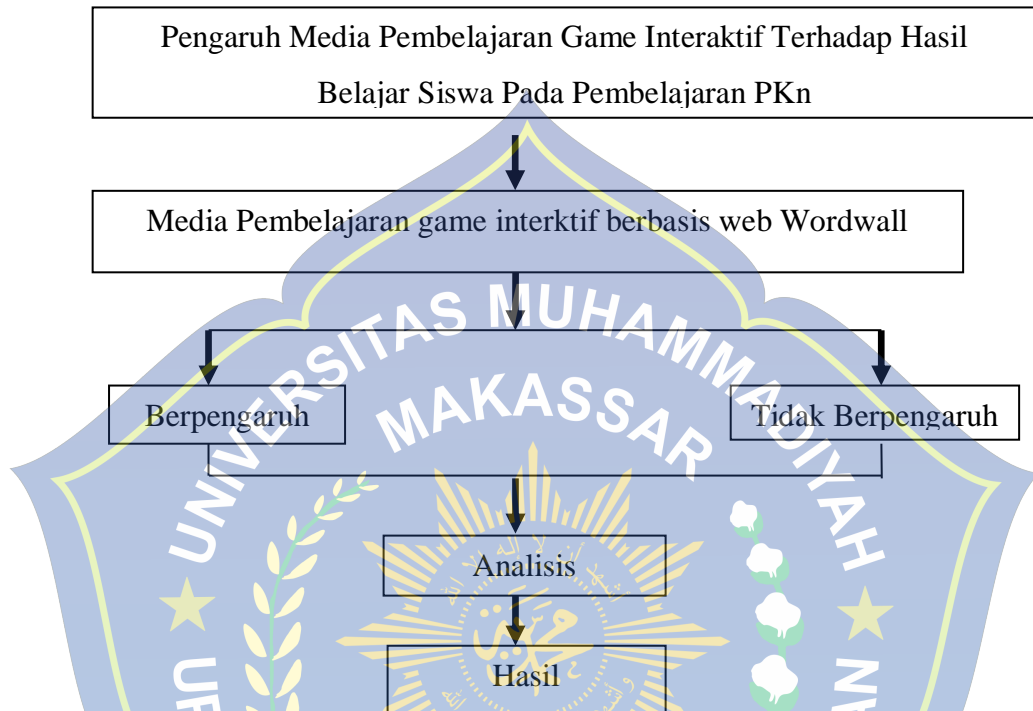 Pengaruh Media Pembelajaran Game Interaktif Terhadap Hasil
Belajar Siswa Pada Pembelajaran PKn
Media Pembelajaran game interktif berbasis web Wordwall
UNIVERSITAS MUHAMMADIYAH
MAKASSAR
Berpengaruh
Tidak Berpengaruh
Analisis
Hasil
محمد